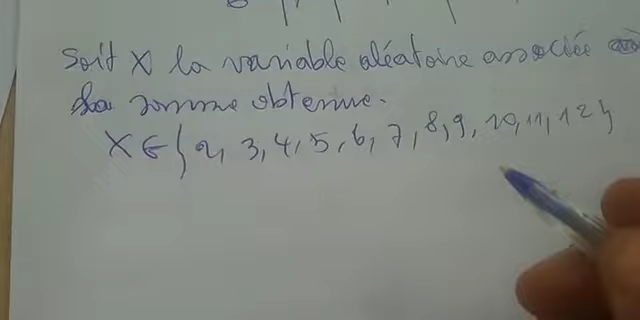 Soit X la variable aléatoire associée
la somme obtenue.
X ∈ { 2, 3, 4, 5, 6, 7, 8, 9, 10, 11, 12 }